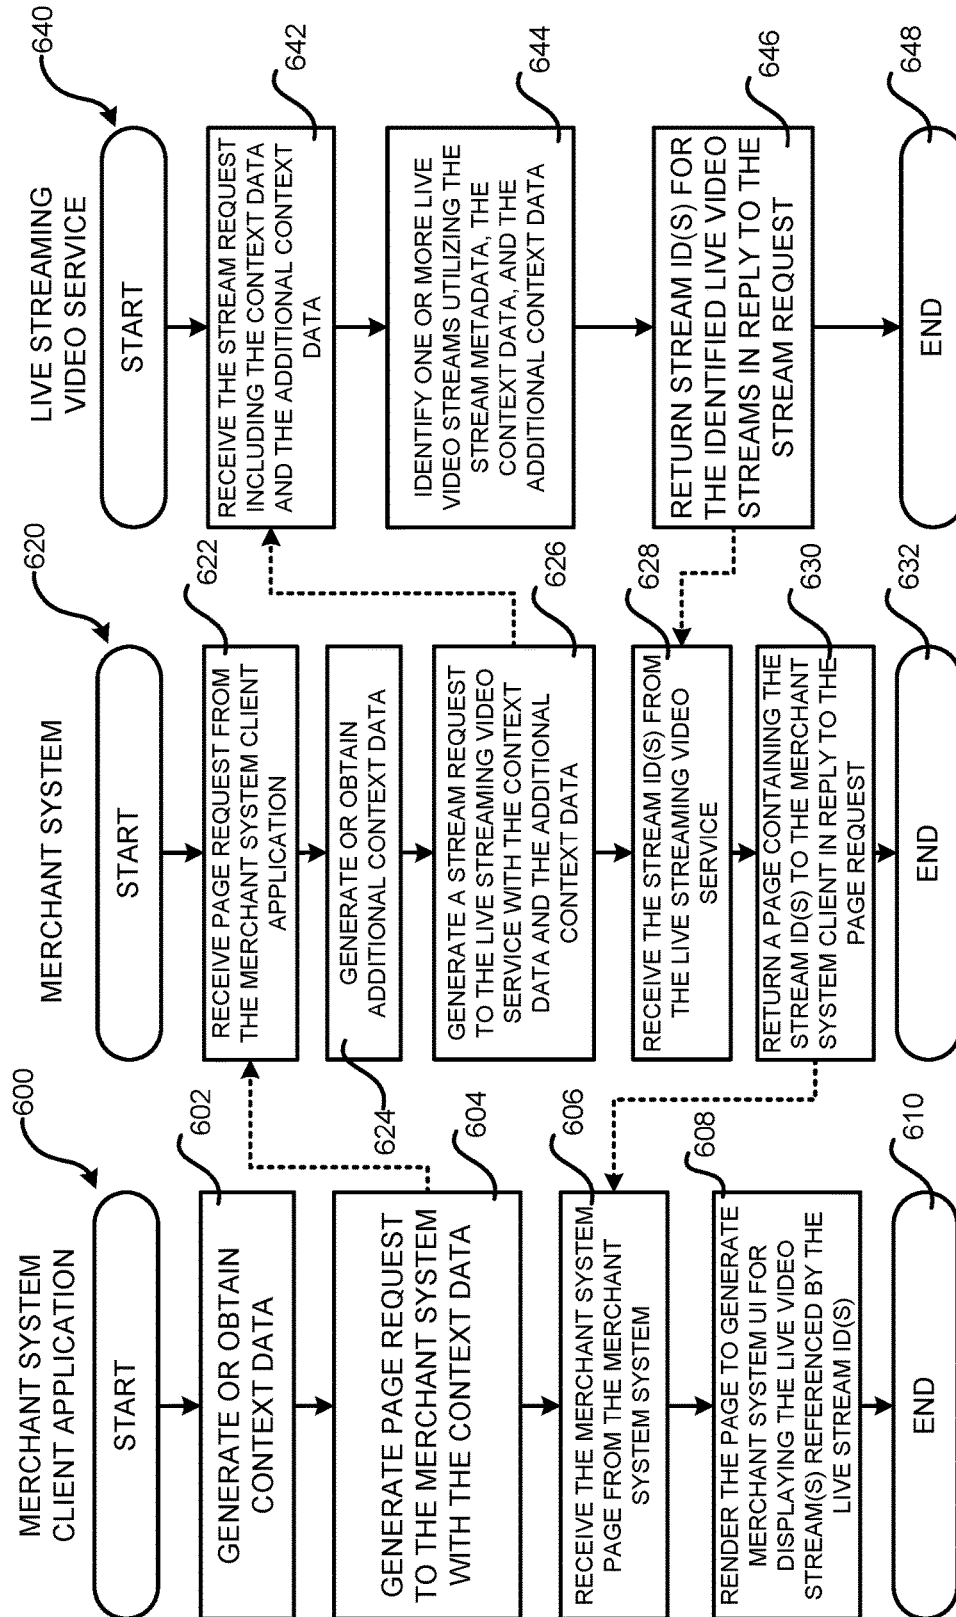 MERCHANT SYSTEM
CLIENT APPLICATION
600
START
GENERATE OR OBTAIN
CONTEXT DATA
602
GENERATE PAGE REQUEST
TO THE MERCHANT SYSTEM
WITH THE CONTEXT DATA
604
RECEIVE THE MERCHANT SYSTEM
PAGE FROM THE MERCHANT
SYSTEM SYSTEM
606
RENDER THE PAGE TO GENERATE
MERCHANT SYSTEM UI FOR
DISPLAYING THE LIVE VIDEO
STREAM(S) REFERENCED BY THE
LIVE STREAM ID(S)
608
END
610
MERCHANT SYSTEM
620
START
RECEIVE PAGE REQUEST FROM
THE MERCHANT SYSTEM CLIENT
APPLICATION
622
GENERATE OR OBTAIN
ADDITIONAL CONTEXT DATA
624
GENERATE A STREAM REQUEST
TO THE LIVE STREAMING VIDEO
SERVICE WITH THE CONTEXT
DATA AND THE ADDITIONAL
CONTEXT DATA
626
RECEIVE THE STREAM ID(S) FROM
THE LIVE STREAMING VIDEO
SERVICE
628
RETURN A PAGE CONTAINING THE
STREAM ID(S) TO THE MERCHANT
SYSTEM CLIENT IN REPLY TO THE
PAGE REQUEST
630
END
632
LIVE STREAMING
VIDEO SERVICE
640
START
RECEIVE THE STREAM REQUEST
INCLUDING THE CONTEXT DATA
AND THE ADDITIONAL CONTEXT
DATA
642
IDENTIFY ONE OR MORE LIVE
VIDEO STREAMS UTILIZING THE
STREAM METADATA, THE
CONTEXT DATA, AND THE
ADDITIONAL CONTEXT DATA
644
RETURN STREAM ID(S) FOR
THE IDENTIFIED LIVE VIDEO
STREAMS IN REPLY TO THE
STREAM REQUEST
646
END
648